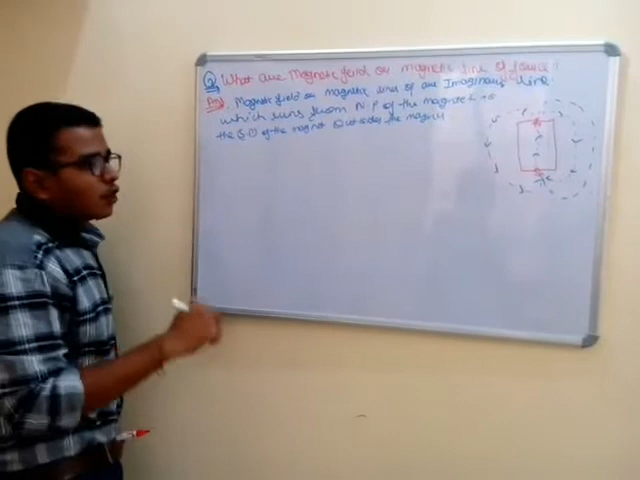 Q What are Magnetic field or magnetic line of force?
Ans. Magnetic field or magnetic lines of are Imaginary line
which runs from N.P of the magnet to
the S.P of the magnet Outside the magnet